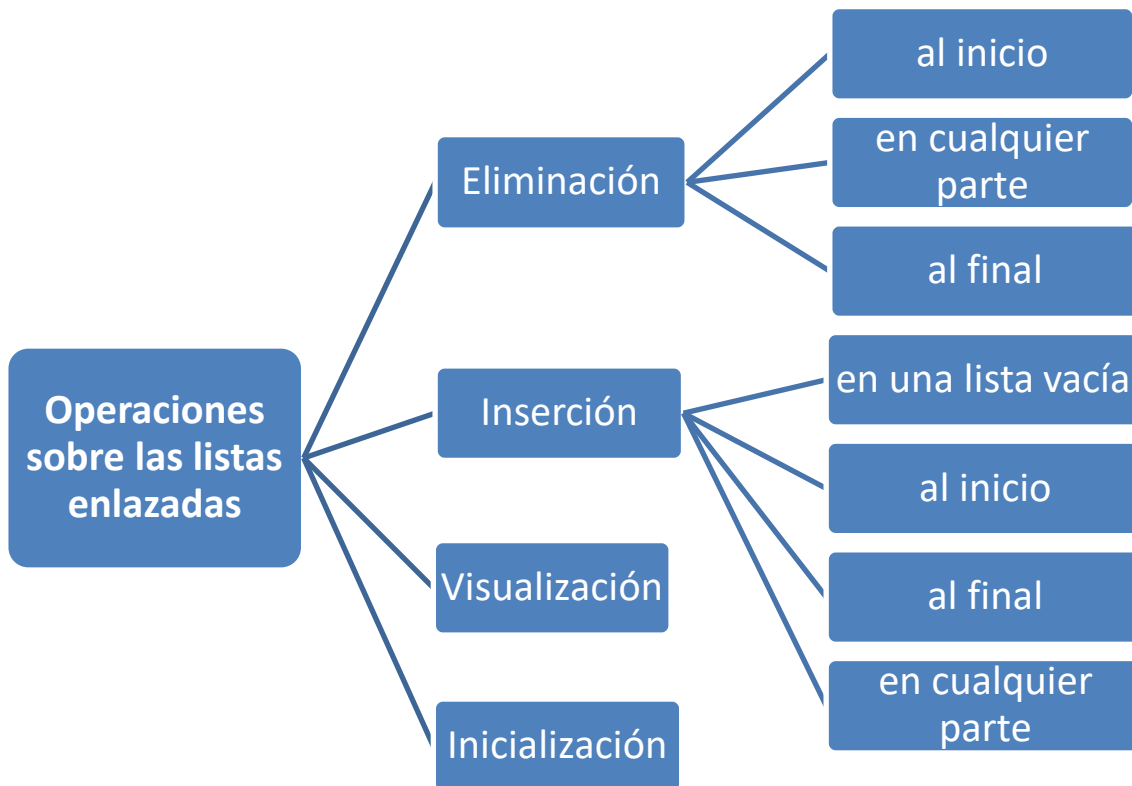 Operaciones
sobre las listas
enlazadas
Eliminación
al inicio
en cualquier
parte
al final
Inserción
en una lista vacía
al inicio
al final
en cualquier
parte
Visualización
Inicialización